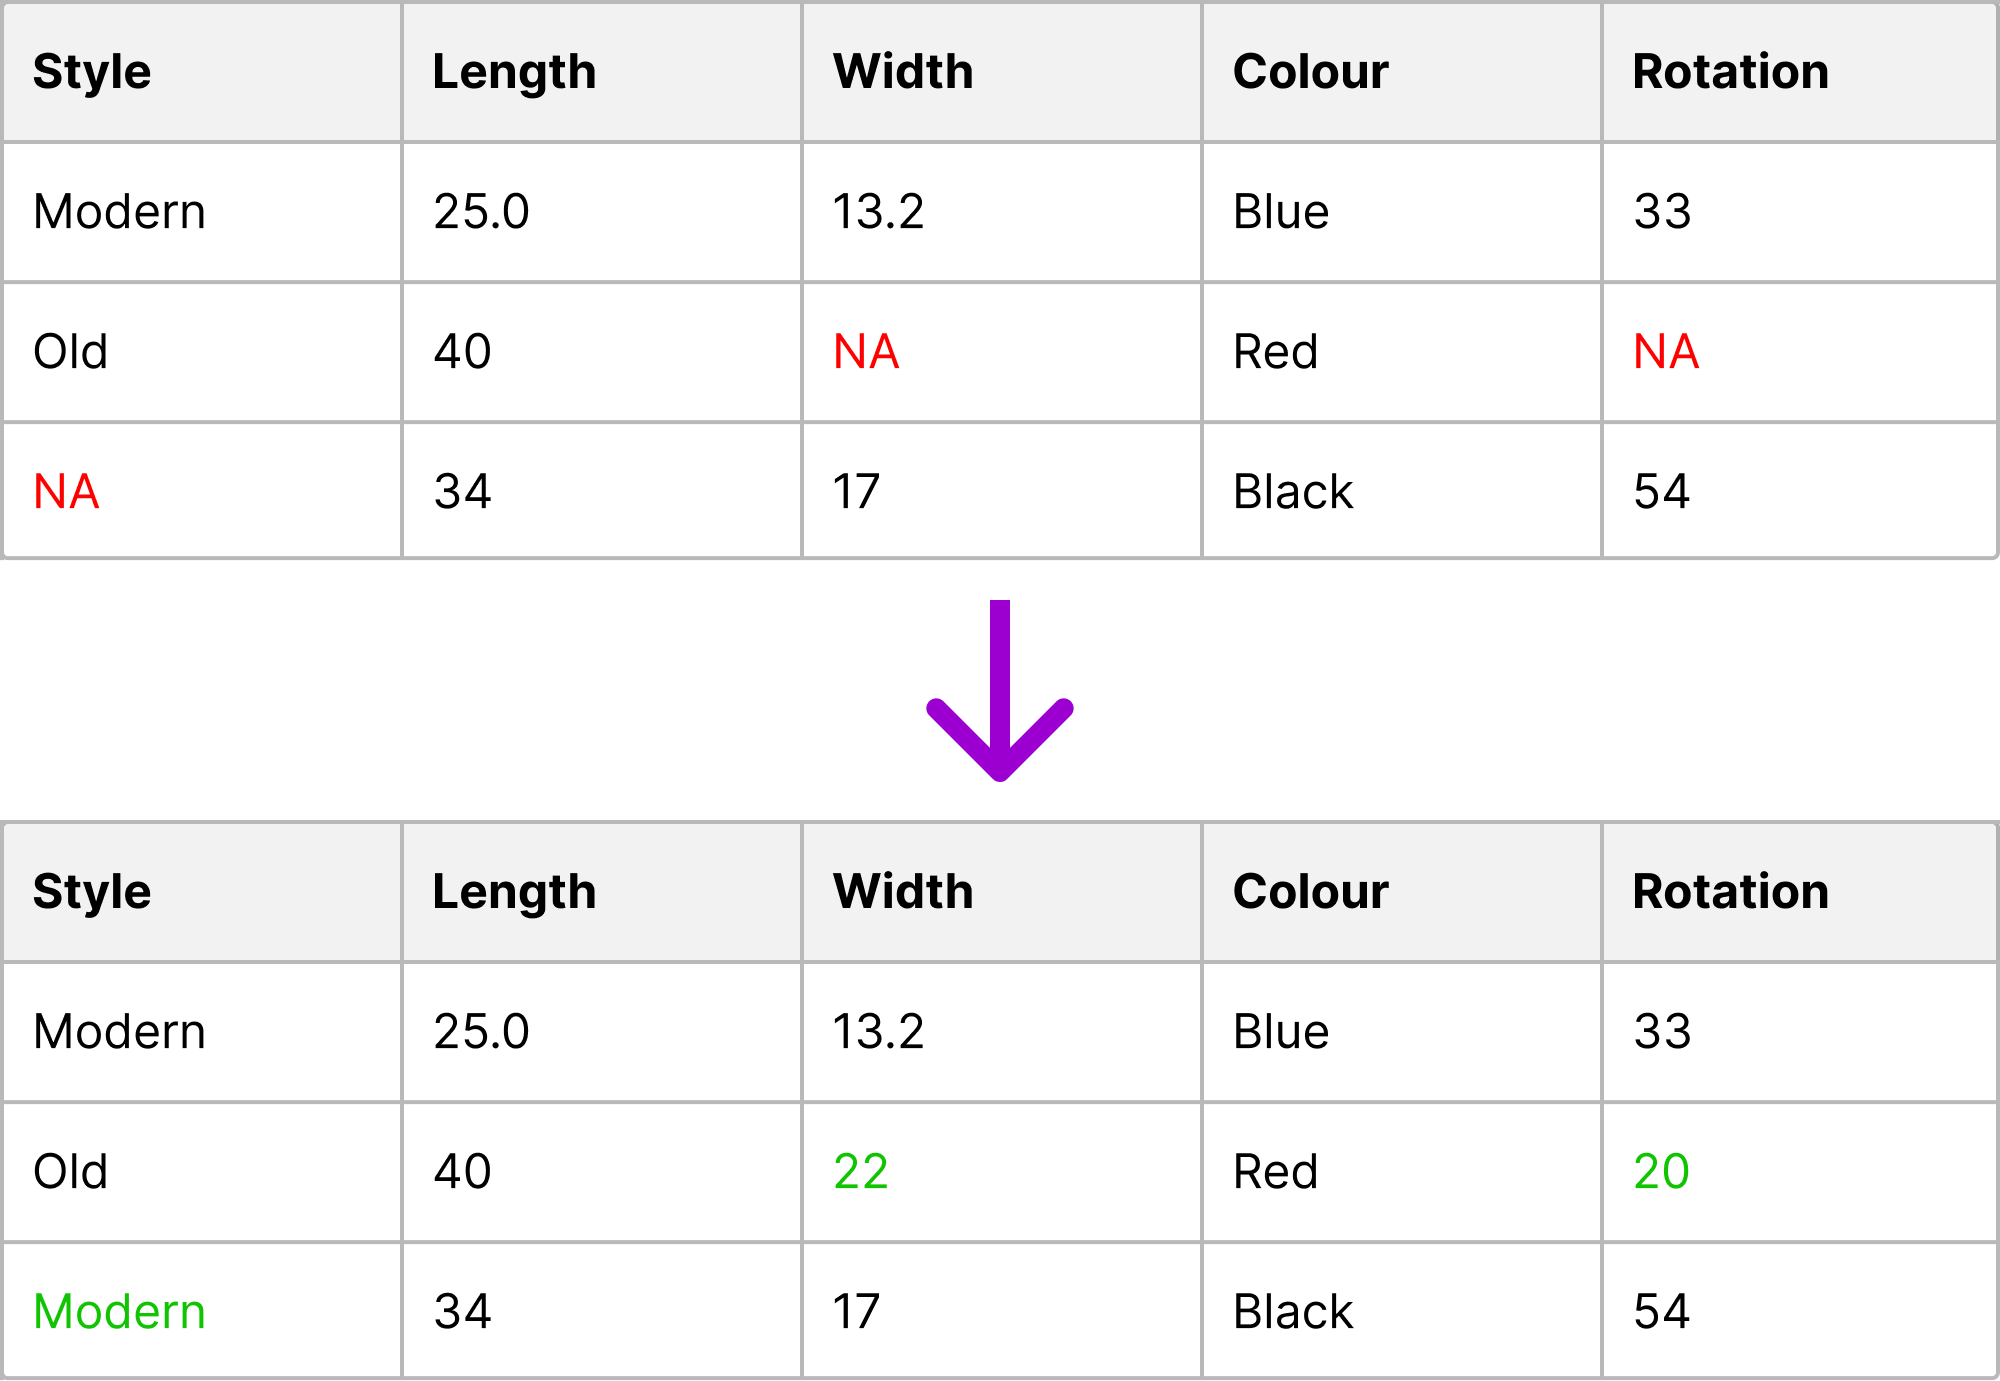 Style Length Width Colour Rotation
Modern 25.0 13.2 Blue 33
Old 40 NA Red NA
NA 34 17 Black 54
Style Length Width Colour Rotation
Modern 25.0 13.2 Blue 33
Old 40 22 Red 20
Modern 34 17 Black 54